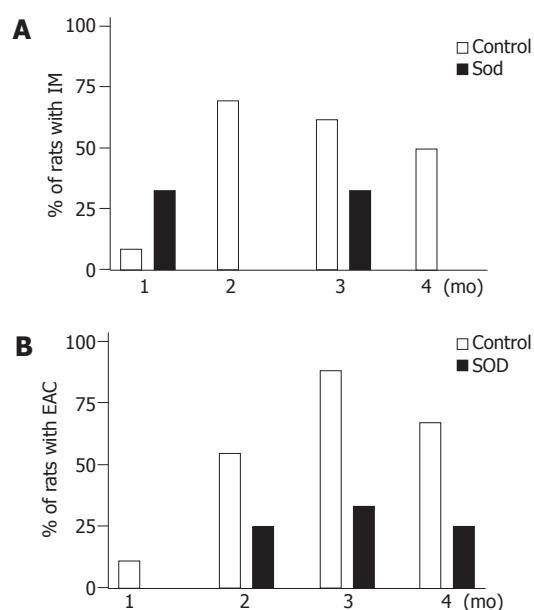 A
% of rats with IM
100
75
50
25
0
Control
Sod
1 2 3 4 (mo)
B
% of rats with EAC
100
75
50
25
0
Control
SOD
1 2 3 4 (mo)